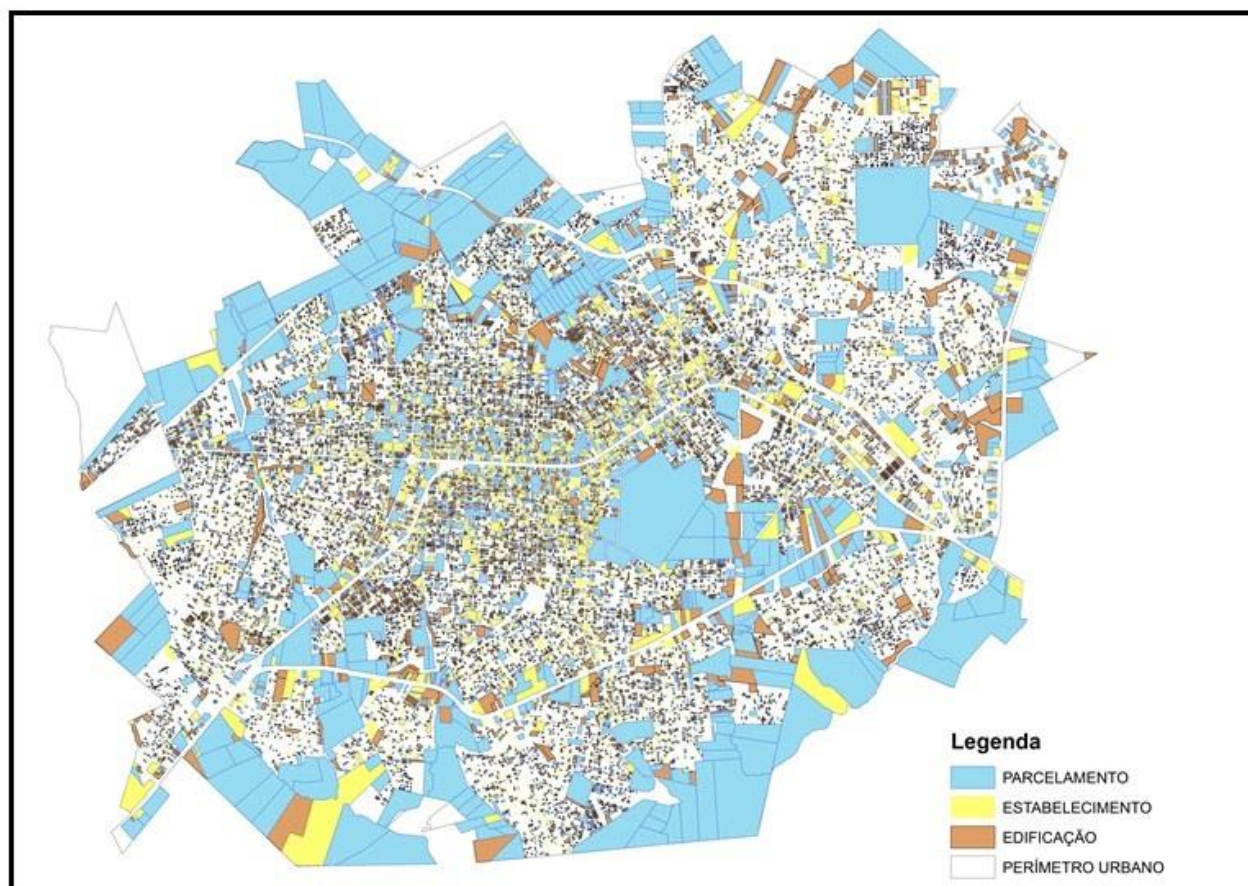 Legenda
PARCELAMENTO
ESTABELECIMENTO
EDIFICAÇÃO
PERÍMETRO URBANO